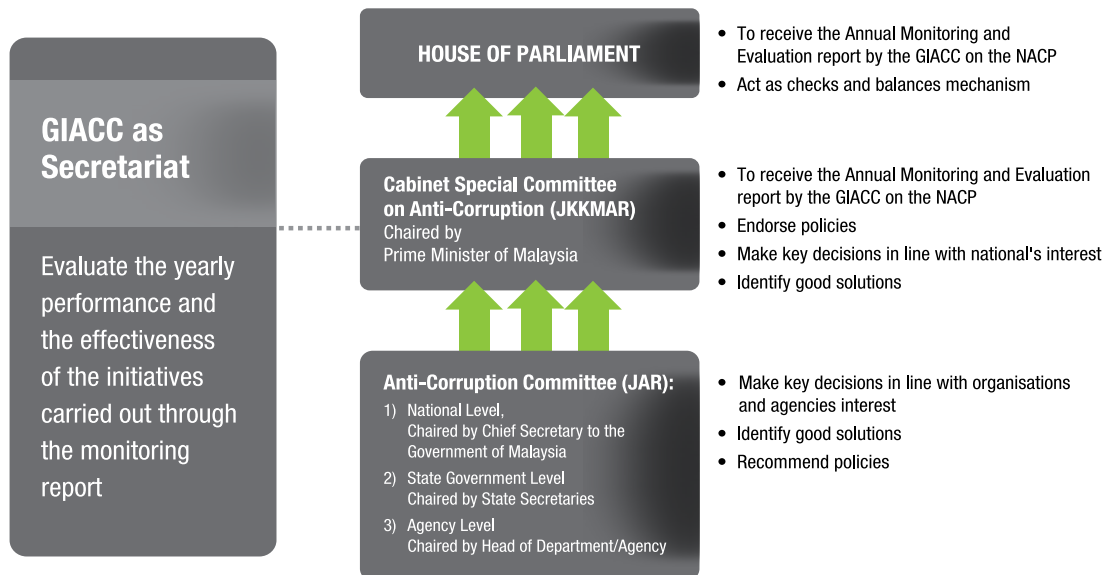 GIACC as
Secretariat
Evaluate the yearly
performance and
the effectiveness
of the initiatives
carried out through
the monitoring
report
HOUSE OF PARLIAMENT
• To receive the Annual Monitoring and
Evaluation report by the GIACC on the NACP
• Act as checks and balances mechanism
Cabinet Special Committee
on Anti-Corruption (JKKMAR)
Chaired by
Prime Minister of Malaysia
• To receive the Annual Monitoring and Evaluation
report by the GIACC on the NACP
• Endorse policies
• Make key decisions in line with national's interest
• Identify good solutions
Anti-Corruption Committee (JAR):
1) National Level,
Chaired by Chief Secretary to the
Government of Malaysia
2) State Government Level
Chaired by State Secretaries
3) Agency Level
Chaired by Head of Department/Agency
• Make key decisions in line with organisations
and agencies interest
• Identify good solutions
• Recommend policies